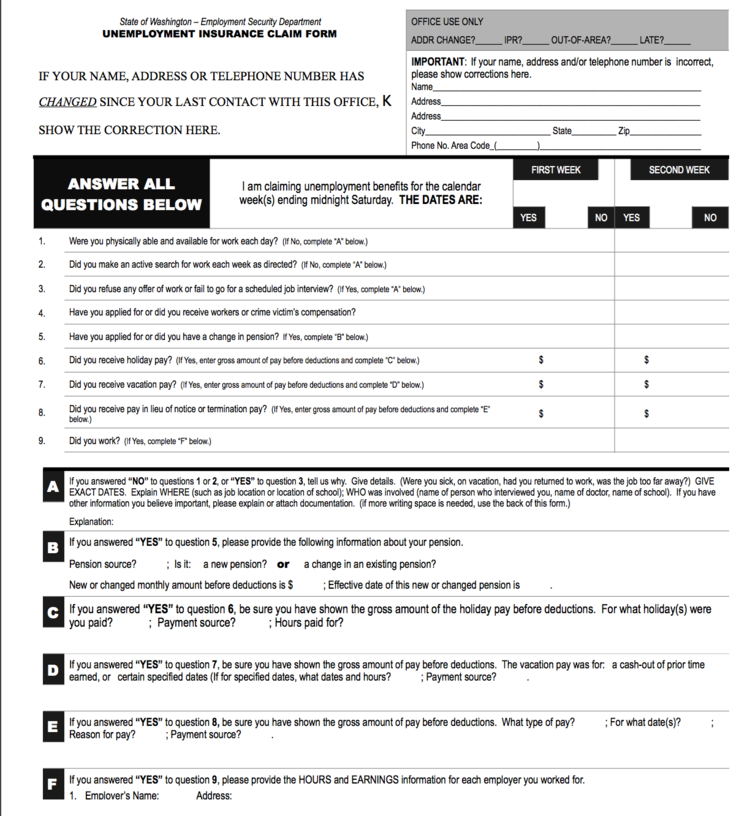 State of Washington – Employment Security Department
UNEMPLOYMENT INSURANCE CLAIM FORM
OFFICE USE ONLY
ADDR CHANGE?______ IPR?______ OUT-OF-AREA?______ LATE?______
IF YOUR NAME, ADDRESS OR TELEPHONE NUMBER HAS
CHANGED SINCE YOUR LAST CONTACT WITH THIS OFFICE, K
SHOW THE CORRECTION HERE.
IMPORTANT: If your name, address and/or telephone number is incorrect,
please show corrections here.
Name
Address
Address
City____ State____ Zip____
Phone No. Area Code_(____)____
ANSWER ALL
QUESTIONS BELOW
I am claiming unemployment benefits for the calendar
week(s) ending midnight Saturday. THE DATES ARE:
FIRST WEEK SECOND WEEK
YES NO YES NO
1. Were you physically able and available for work each day? (If No, complete "A" below.)
2. Did you make an active search for work each week as directed? (If No, complete "A" below.)
3. Did you refuse any offer of work or fail to go for a scheduled job interview? (If Yes, complete "A" below.)
4. Have you applied for or did you receive workers or crime victim's compensation?
5. Have you applied for or did you have a change in pension? If Yes, complete "B" below.)
6. Did you receive holiday pay? (If Yes, enter gross amount of pay before deductions and complete "C" below.) $ $
7. Did you receive vacation pay? (If Yes, enter gross amount of pay before deductions and complete "D" below.) $ $
8. Did you receive pay in lieu of notice or termination pay? (If Yes, enter gross amount of pay before deductions and complete "E" $ $
below.)
9. Did you work? (If Yes, complete "F" below.)
A If you answered "NO" to questions 1 or 2, or "YES" to question 3, tell us why. Give details. (Were you sick, on vacation, had you returned to work, was the job too far away?) GIVE
EXACT DATES. Explain WHERE (such as job location or location of school); WHO was involved (name of person who interviewed you, name of doctor, name of school). If you have
other information you believe important, please explain or attach documentation. (if more writing space is needed, use the back of this form.)
Explanation:
B If you answered "YES" to question 5, please provide the following information about your pension.
Pension source? ; Is it: a new pension? or a change in an existing pension?
New or changed monthly amount before deductions is $ ; Effective date of this new or changed pension is .
C If you answered "YES" to question 6, be sure you have shown the gross amount of the holiday pay before deductions. For what holiday(s) were
you paid? ; Payment source? ; Hours paid for?
D If you answered "YES" to question 7, be sure you have shown the gross amount of pay before deductions. The vacation pay was for: a cash-out of prior time
earned, or certain specified dates (If for specified dates, what dates and hours? ; Payment source? .
E If you answered "YES" to question 8, be sure you have shown the gross amount of pay before deductions. What type of pay? ; For what date(s)? ;
Reason for pay? ; Payment source? .
F If you answered "YES" to question 9, please provide the HOURS and EARNINGS information for each employer you worked for.
1. Employer's Name: Address: